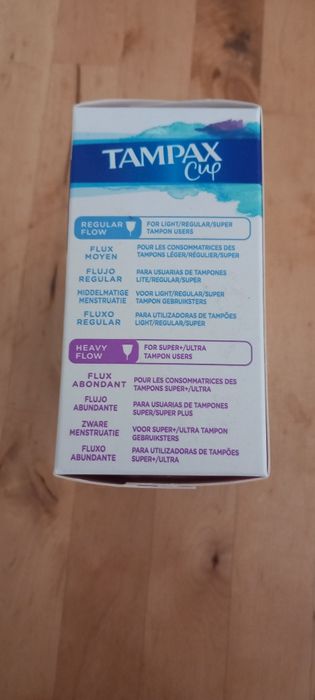 TAMPAX
Cup
REGULAR FLOW FOR LIGHT/REGULAR/SUPER
TAMPON USERS
FLUX MOYEN POUR LES CONSOMMATRICES DES
TAMPONS LÉGER/RÉGULIER/SUPER
FLUJO REGULAR PARA USUARIAS DE TAMPONES
LITE/REGULAR/SUPER
MIDDELMATIGE MENSTRUATIE VOOR LIGHT/REGULAR/SUPER
TAMPON GEBRUIKSTERS
FLUXO REGULAR PARA UTILIZADORAS DE TAMPÕES
LIGHT/REGULAR/SUPER
HEAVY FLOW FOR SUPER+/ULTRA
TAMPON USERS
FLUX ABONDANT POUR LES CONSOMMATRICES DES
TAMPONS SUPER+/ULTRA
FLUJO ABUNDANTE PARA USUARIAS DE TAMPONES
SUPER/SUPER PLUS
ZWARE MENSTRUATIE VOOR SUPER+/ULTRA TAMPON
GEBRUIKSTERS
FLUXO ABUNDANTE PARA UTILIZADORAS DE TAMPÕES
SUPER+/ULTRA